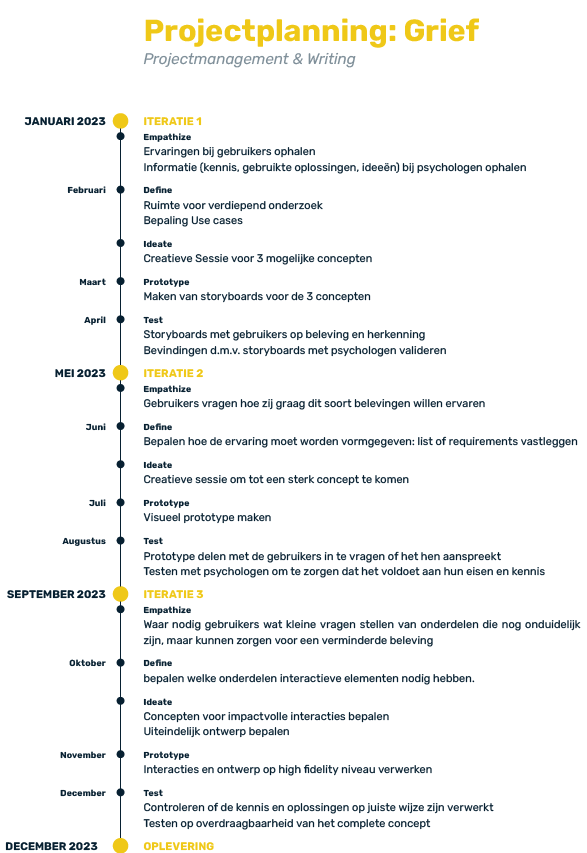 Projectplanning: Grief
Projectmanagement & Writing
JANUARI 2023 ITERATIE 1
Empathize
Ervaringen bij gebruikers ophalen
Informatie (kennis, gebruikte oplossingen, ideeën) bij psychologen ophalen
Februari Define
Ruimte voor verdiepend onderzoek
Bepaling Use cases
Ideate
Creatieve Sessie voor 3 mogelijke concepten
Maart Prototype
Maken van storyboards voor de 3 concepten
April Test
Storyboards met gebruikers op beleving en herkenning
Bevindingen d.m.v. storyboards met psychologen valideren
MEI 2023 ITERATIE 2
Empathize
Gebruikers vragen hoe zij graag dit soort belevingen willen ervaren
Juni Define
Bepalen hoe de ervaring moet worden vormgegeven: list of requirements vastleggen
Ideate
Creatieve sessie om tot een sterk concept te komen
Juli Prototype
Visueel prototype maken
Augustus Test
Prototype delen met de gebruikers in te vragen of het hen aanspreekt
Testen met psychologen om te zorgen dat het voldoet aan hun eisen en kennis
SEPTEMBER 2023 ITERATIE 3
Empathize
Waar nodig gebruikers wat kleine vragen stellen van onderdelen die nog onduidelijk
zijn, maar kunnen zorgen voor een verminderde beleving
Oktober Define
bepalen welke onderdelen interactieve elementen nodig hebben.
Ideate
Concepten voor impactvolle interacties bepalen
Uiteindelijk ontwerp bepalen
November Prototype
Interacties en ontwerp op high fidelity niveau verwerken
December Test
Controleren of de kennis en oplossingen op juiste wijze zijn verwerkt
Testen op overdraagbaarheid van het complete concept
DECEMBER 2023 OPLEVERING